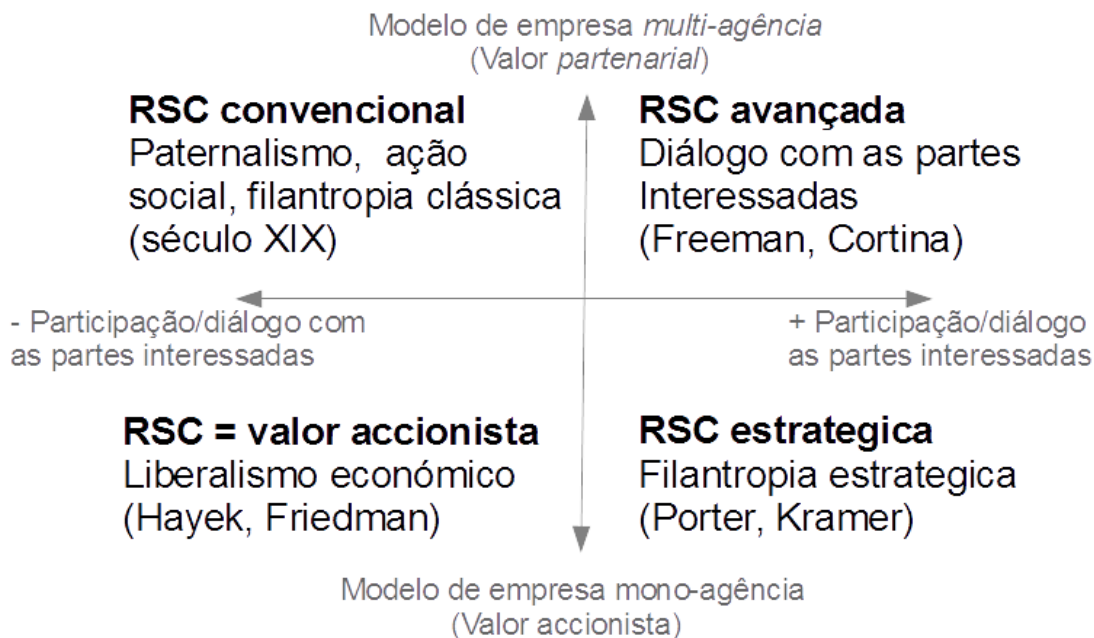 Modelo de empresa multi-agência
(Valor partenarial)
RSC convencional
Paternalismo, ação
social, filantropia clássica
(século XIX)
RSC avançada
Diálogo com as partes
Interessadas
(Freeman, Cortina)
- Participação/diálogo com
as partes interessadas
+ Participação/diálogo
as partes interessadas
RSC = valor accionista
Liberalismo económico
(Hayek, Friedman)
RSC estrategica
Filantropia estrategica
(Porter, Kramer)
Modelo de empresa mono-agência
(Valor accionista)